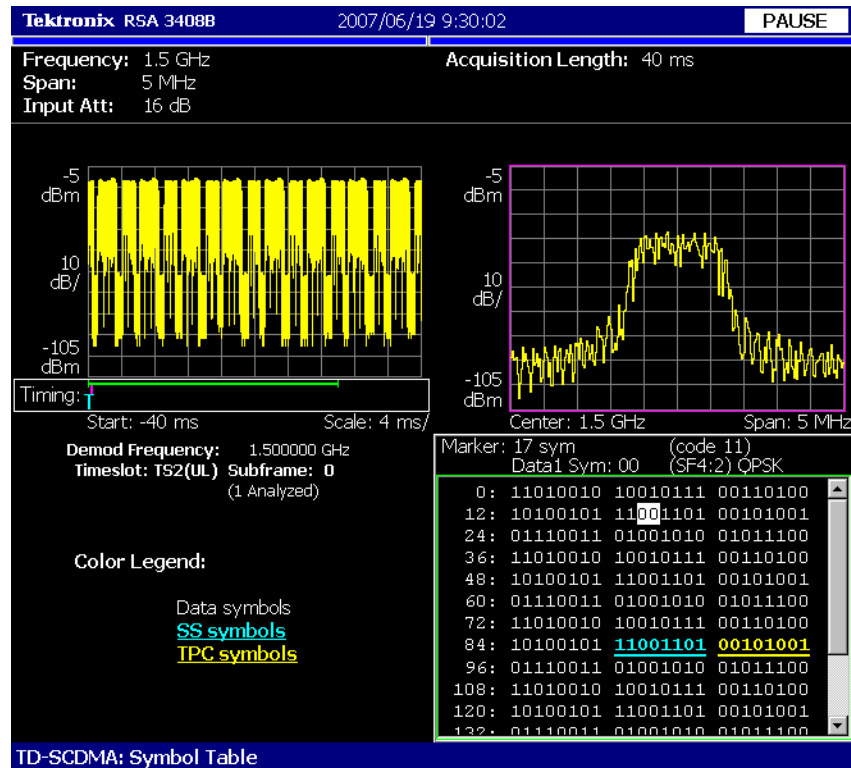 Tektronix RSA 3408B 2007/06/19 9:30:02 PAUSE
Frequency: 1.5 GHz Acquisition Length: 40 ms
Span: 5 MHz
Input Att: 16 dB
-5
dBm
10
dB/
-105
dBm
Timing:
Start: -40 ms Scale: 4 ms/
-5
dBm
10
dB/
-105
dBm
Center: 1.5 GHz Span: 5 MHz
Demod Frequency: 1.500000 GHz
Timeslot: TS2(UL) Subframe: 0
(1 Analyzed)
Color Legend:
Data symbols
SS symbols
TPC symbols
Marker: 17 sym (code 11)
Data1 Sym: 00 (SF4:2) QPSK
0: 11010010 10010111 00110100
12: 10100101 11001101 00101001
24: 01110011 01001010 01011100
36: 11010010 10010111 00110100
48: 10100101 11001101 00101001
60: 01110011 01001010 01011100
72: 11010010 10010111 00110100
84: 10100101 11001101 00101001
96: 01110011 01001010 01011100
108: 11010010 10010111 00110100
120: 10100101 11001101 00101001
132: 01110011 01001010 01011100
TD-SCDMA: Symbol Table